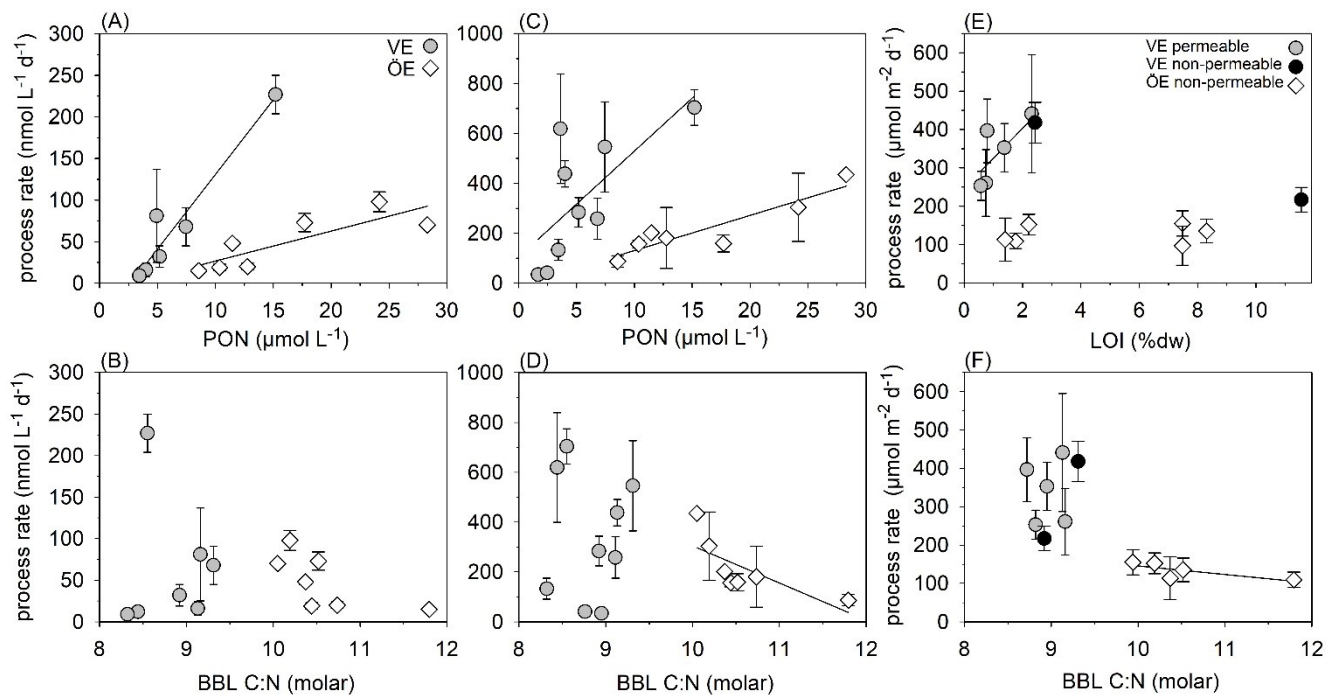 (A)
VE
ÖE
process rate (nmol L⁻¹ d⁻¹)
300
250
200
150
100
50
0
0 5 10 15 20 25 30
PON (µmol L⁻¹)
(C)
1000
800
600
400
200
0
0 5 10 15 20 25 30
PON (µmol L⁻¹)
(E)
VE permeable
VE non-permeable
ÖE non-permeable
process rate (µmol m⁻² d⁻¹)
600
500
400
300
200
100
0
0 2 4 6 8 10
LOI (%dw)
(B)
process rate (nmol L⁻¹ d⁻¹)
300
250
200
150
100
50
0
8 9 10 11 12
BBL C:N (molar)
(D)
1000
800
600
400
200
0
8 9 10 11 12
BBL C:N (molar)
(F)
process rate (µmol m⁻² d⁻¹)
600
500
400
300
200
100
0
8 9 10 11 12
BBL C:N (molar)